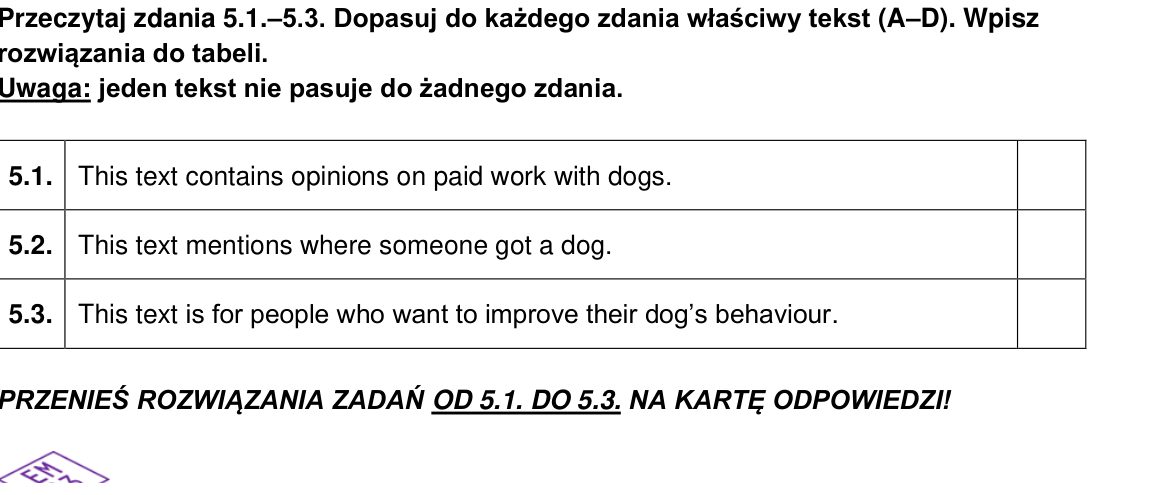 Przeczytaj zdania 5.1.–5.3. Dopasuj do każdego zdania właściwy tekst (A–D). Wpisz
rozwiązania do tabeli.
Uwaga: jeden tekst nie pasuje do żadnego zdania.
5.1. This text contains opinions on paid work with dogs.
5.2. This text mentions where someone got a dog.
5.3. This text is for people who want to improve their dog’s behaviour.
PRZENIEŚ ROZWIĄZANIA ZADAŃ OD 5.1. DO 5.3. NA KARTĘ ODPOWIEDZI!